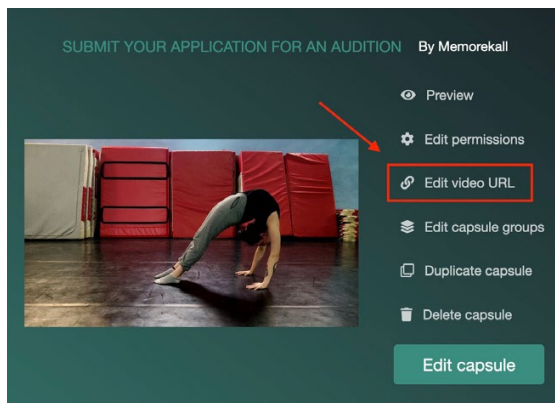 SUBMIT YOUR APPLICATION FOR AN AUDITION By Memorekall
Preview
Edit permissions
Edit video URL
Edit capsule groups
Duplicate capsule
Delete capsule
Edit capsule